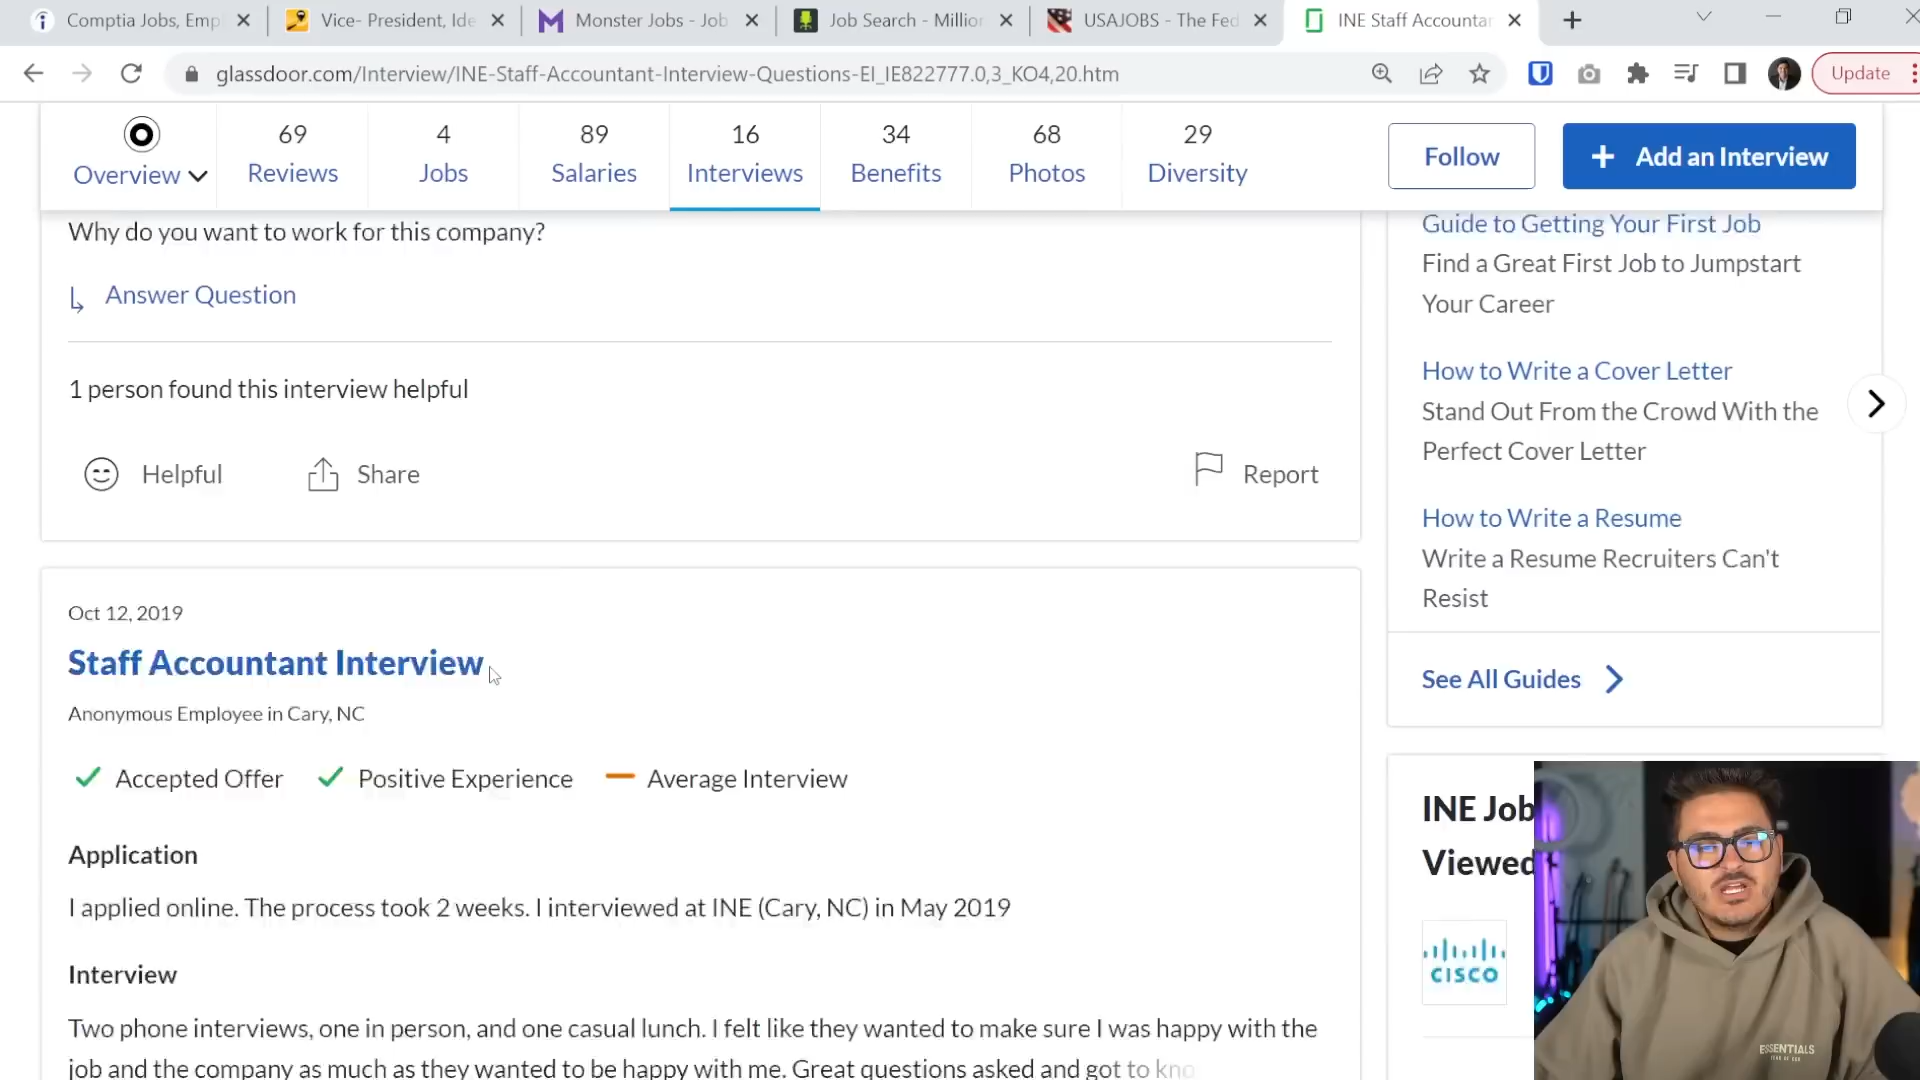 Comptia Jobs, Emp
Vice- President, Ide
Monster Jobs - Job
Job Search - Million
USAJOBS - The Fed
INE Staff Accountan
glassdoor.com/Interview/INE-Staff-Accountant-Interview-Questions-EI_IE822777.0,3_KO4,20.htm
Update
Overview
69
Reviews
4
Jobs
89
Salaries
16
Interviews
34
Benefits
68
Photos
29
Diversity
Follow
+ Add an Interview
Why do you want to work for this company?
Answer Question
1 person found this interview helpful
Helpful
Share
Report
Oct 12, 2019
Staff Accountant Interview
Anonymous Employee in Cary, NC
Accepted Offer
Positive Experience
Average Interview
Application
I applied online. The process took 2 weeks. I interviewed at INE (Cary, NC) in May 2019
Interview
Two phone interviews, one in person, and one casual lunch. I felt like they wanted to make sure I was happy with the
job and the company as much as they wanted to be happy with me. Great questions asked and got to kno
Guide to Getting Your First Job
Find a Great First Job to Jumpstart
Your Career
How to Write a Cover Letter
Stand Out From the Crowd With the
Perfect Cover Letter
How to Write a Resume
Write a Resume Recruiters Can't
Resist
See All Guides
INE Job
Viewed
CISCO
ESSENTIALS